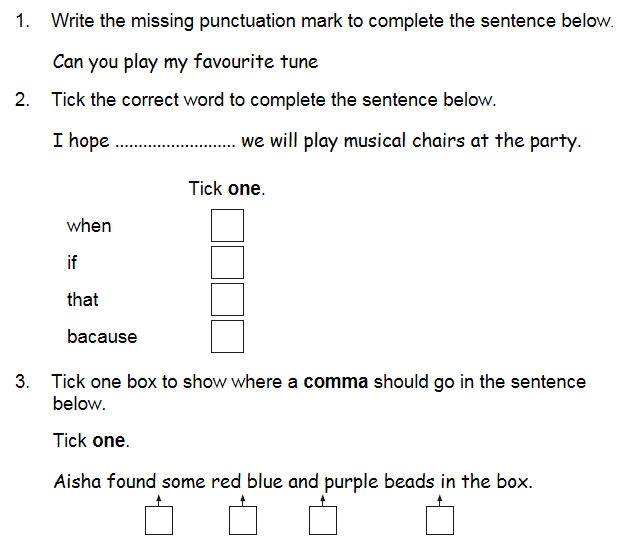 1. Write the missing punctuation mark to complete the sentence below.
Can you play my favourite tune
2. Tick the correct word to complete the sentence below.
I hope .......................... we will play musical chairs at the party.
Tick one.
when
if
that
bacause
3. Tick one box to show where a comma should go in the sentence
below.
Tick one.
Aisha found some red blue and purple beads in the box.